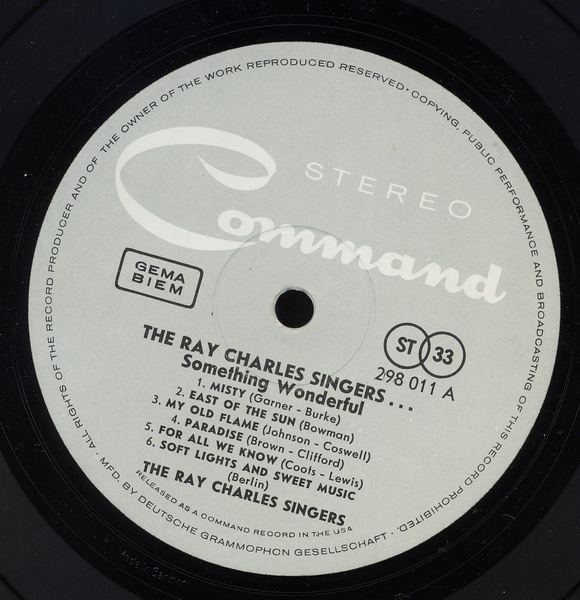 ALL RIGHTS OF THE RECORD PRODUCER AND OF THE OWNER OF THE WORK REPRODUCED RESERVED · COPYING, PUBLIC PERFORMANCE AND BROADCASTING OF THIS RECORD PROHIBITED ·
STEREO
Command
GEMA
BIEM
ST 33
298 011 A
THE RAY CHARLES SINGERS...
Something Wonderful
1. MISTY (Garner - Burke)
2. EAST OF THE SUN (Bowman)
3. MY OLD FLAME (Johnson - Coswell)
4. PARADISE (Brown - Clifford)
5. FOR ALL WE KNOW (Coots - Lewis)
6. SOFT LIGHTS AND SWEET MUSIC
(Berlin)
THE RAY CHARLES SINGERS
RELEASED AS A COMMAND RECORD IN THE USA
· MFD. BY DEUTSCHE GRAMMOPHON GESELLSCHAFT ·